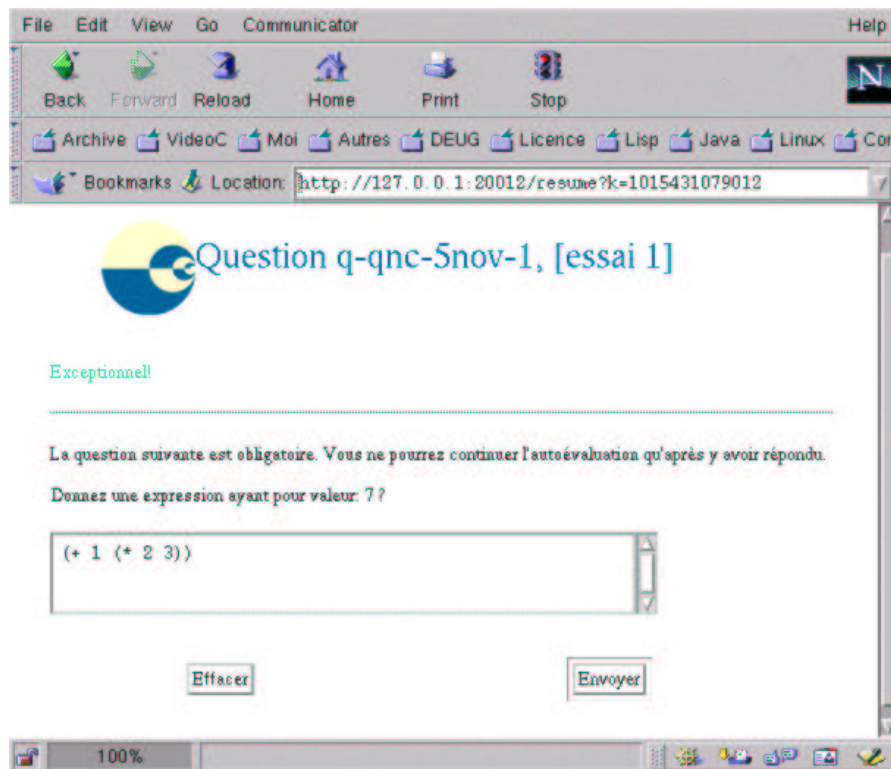 File Edit View Go Communicator Help
Back Forward Reload Home Print Stop
N
Archive VideoC Moi Autres DEUG Licence Lisp Java Linux Cor
Bookmarks Location: http://127.0.0.1:20012/resume?k=1015431079012
Question q-qnc-5nov-1, [essai 1]
Exceptionnel!
La question suivante est obligatoire. Vous ne pourrez continuer l'autoévaluation qu'après y avoir répondu.
Donnez une expression ayant pour valeur: 7 ?
(+ 1 (* 2 3))
Effacer Envoyer
100%